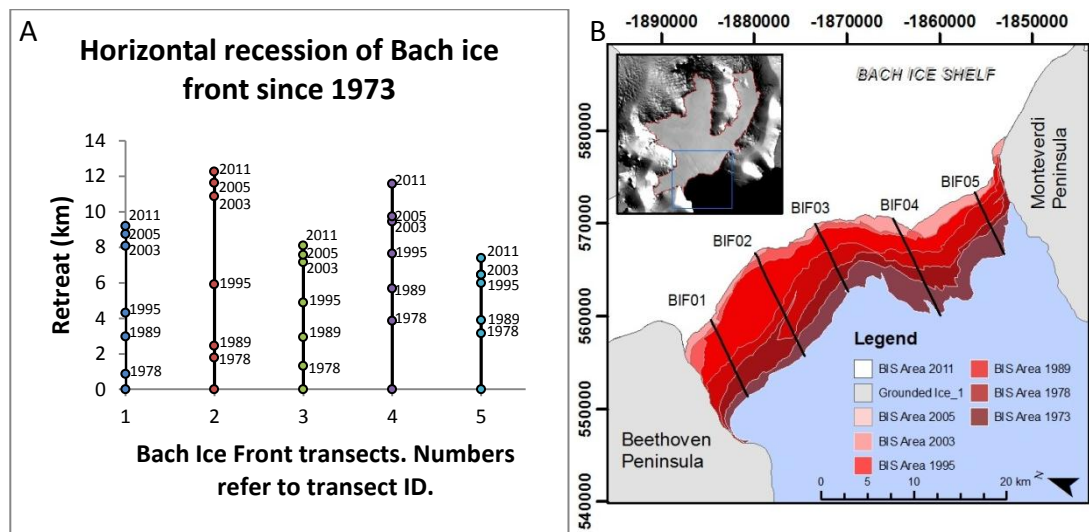 A
Horizontal recession of Bach ice
front since 1973
Retreat (km)
14
12
10
8
6
4
2
0
2011
2005
2003
1995
1989
1978
2011
2005
2003
1995
1989
1978
2011
2005
2003
1995
1989
1978
2011
2005
2003
1995
1989
1978
2011
2003
1995
1989
1978
1 2 3 4 5
Bach Ice Front transects. Numbers
refer to transect ID.
B
-1890000 -1880000 -1870000 -1860000 -1850000
580000
570000
560000
550000
540000
BACH ICE SHELF
Monteverdi
Peninsula
BIF05
BIF04
BIF03
BIF02
BIF01
Beethoven
Peninsula
Legend
BIS Area 2011
Grounded Ice_1
BIS Area 2005
BIS Area 2003
BIS Area 1995
BIS Area 1989
BIS Area 1978
BIS Area 1973
0 5 10 20 km
N